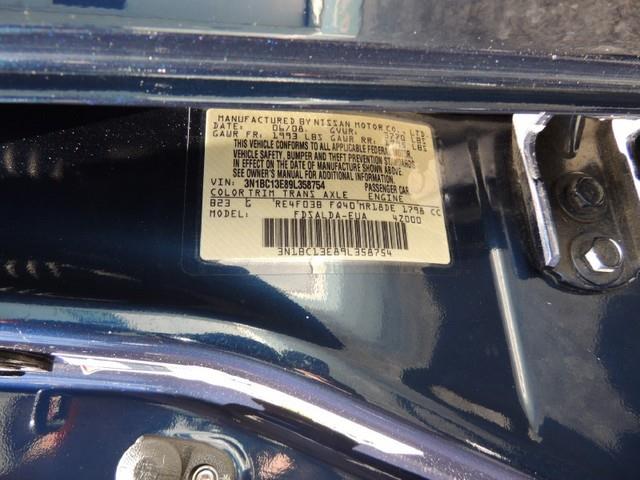 MANUFACTURED BY NISSAN MOTOR CO., LTD.
DATE: 06/08 GVWR: LBS
GAWR FR: 1993 LBS GAWR RR: LBS
THIS VEHICLE CONFORMS TO ALL APPLICABLE FEDERAL MOTOR
VEHICLE SAFETY, BUMPER AND THEFT PREVENTION STANDARDS
IN EFFECT ON THE DATE OF MANUFACTURE SHOWN ABOVE.
SEE OWNER'S MANUAL FOR ADDITIONAL INFORMATION.
VIN: 3N1BC13E89L358754 PASSENGER CAR
COLOR TRIM TRANS AXLE ENGINE
B23 G RE4F03B FQ40 MR18DE 1798 CC
MODEL: FDSALDA-EUA 42000
3N1BC13E89L358754